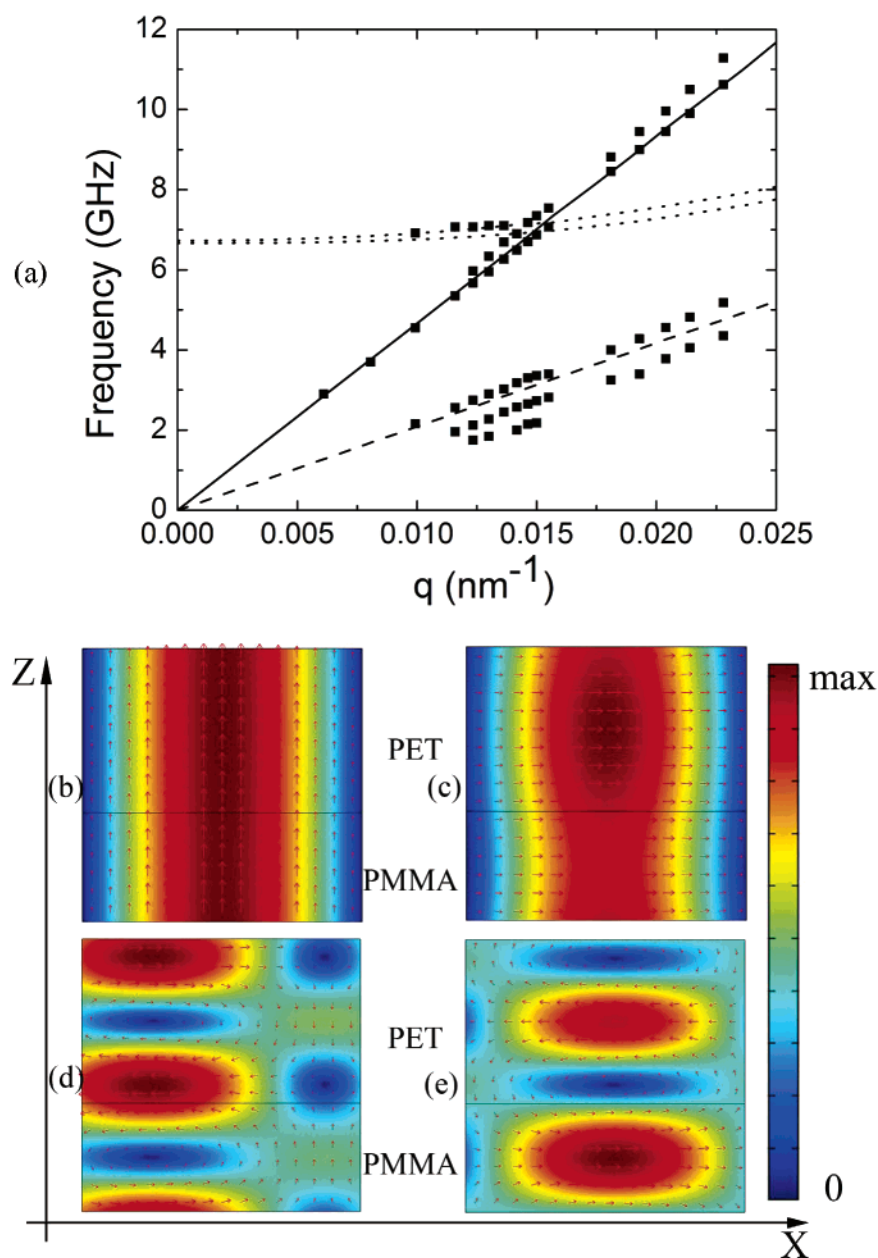 12
10
8
6
4
2
0
Frequency (GHz)
(a)
0.000 0.005 0.010 0.015 0.020 0.025
q (nm⁻¹)
Z
(b)
PET
PMMA
(c)
max
(d)
PET
PMMA
(e)
0
X